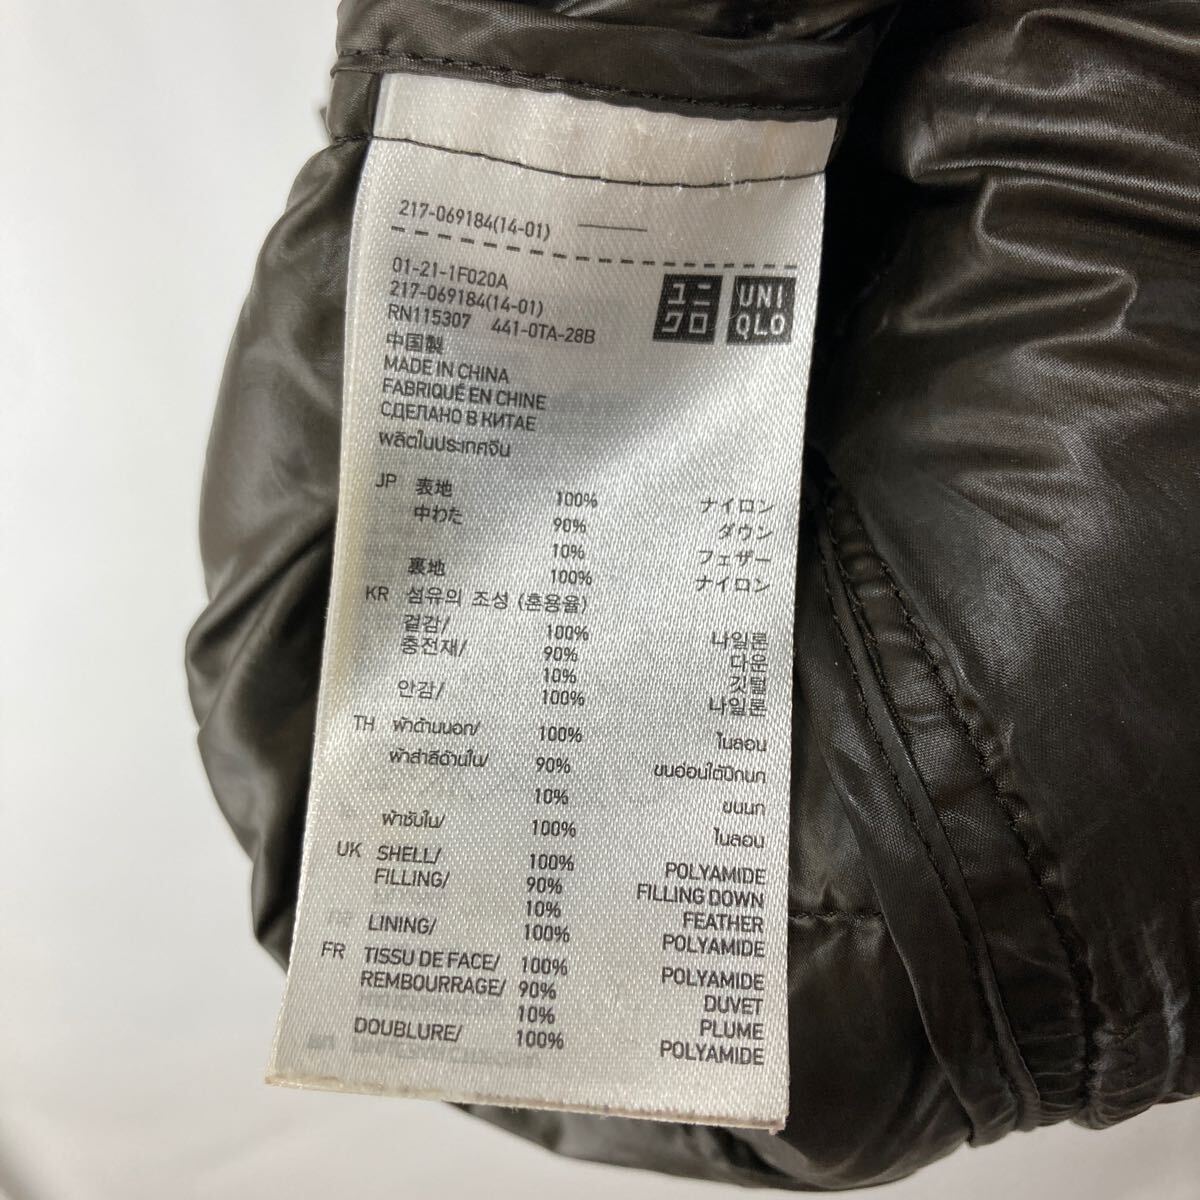 217-069184(14-01)
01-21-1F020A
217-069184(14-01)
RN115307 441-0TA-28B
ユニクロ
UNIQLO
中国製
MADE IN CHINA
FABRIQUÉ EN CHINE
СДЕЛАНО В КИТАЕ
ผลิตในประเทศจีน
JP 表地 100% ナイロン
中わた 90% ダウン
10% フェザー
裏地 100% ナイロン
KR 섬유의 조성 (혼용율)
겉감/ 100% 나일론
충전재/ 90% 다운
10% 깃털
안감/ 100% 나일론
TH ผ้าด้านนอก/ 100% ไนลอน
ผ้าสำลีด้านใน/ 90% ขนอ่อนใต้ปีกนก
10% ขนนก
ผ้าซับใน/ 100% ไนลอน
UK SHELL/ 100% POLYAMIDE
FILLING/ 90% FILLING DOWN
10% FEATHER
LINING/ 100% POLYAMIDE
FR TISSU DE FACE/ 100% POLYAMIDE
REMBOURRAGE/ 90% DUVET
10% PLUME
DOUBLURE/ 100% POLYAMIDE